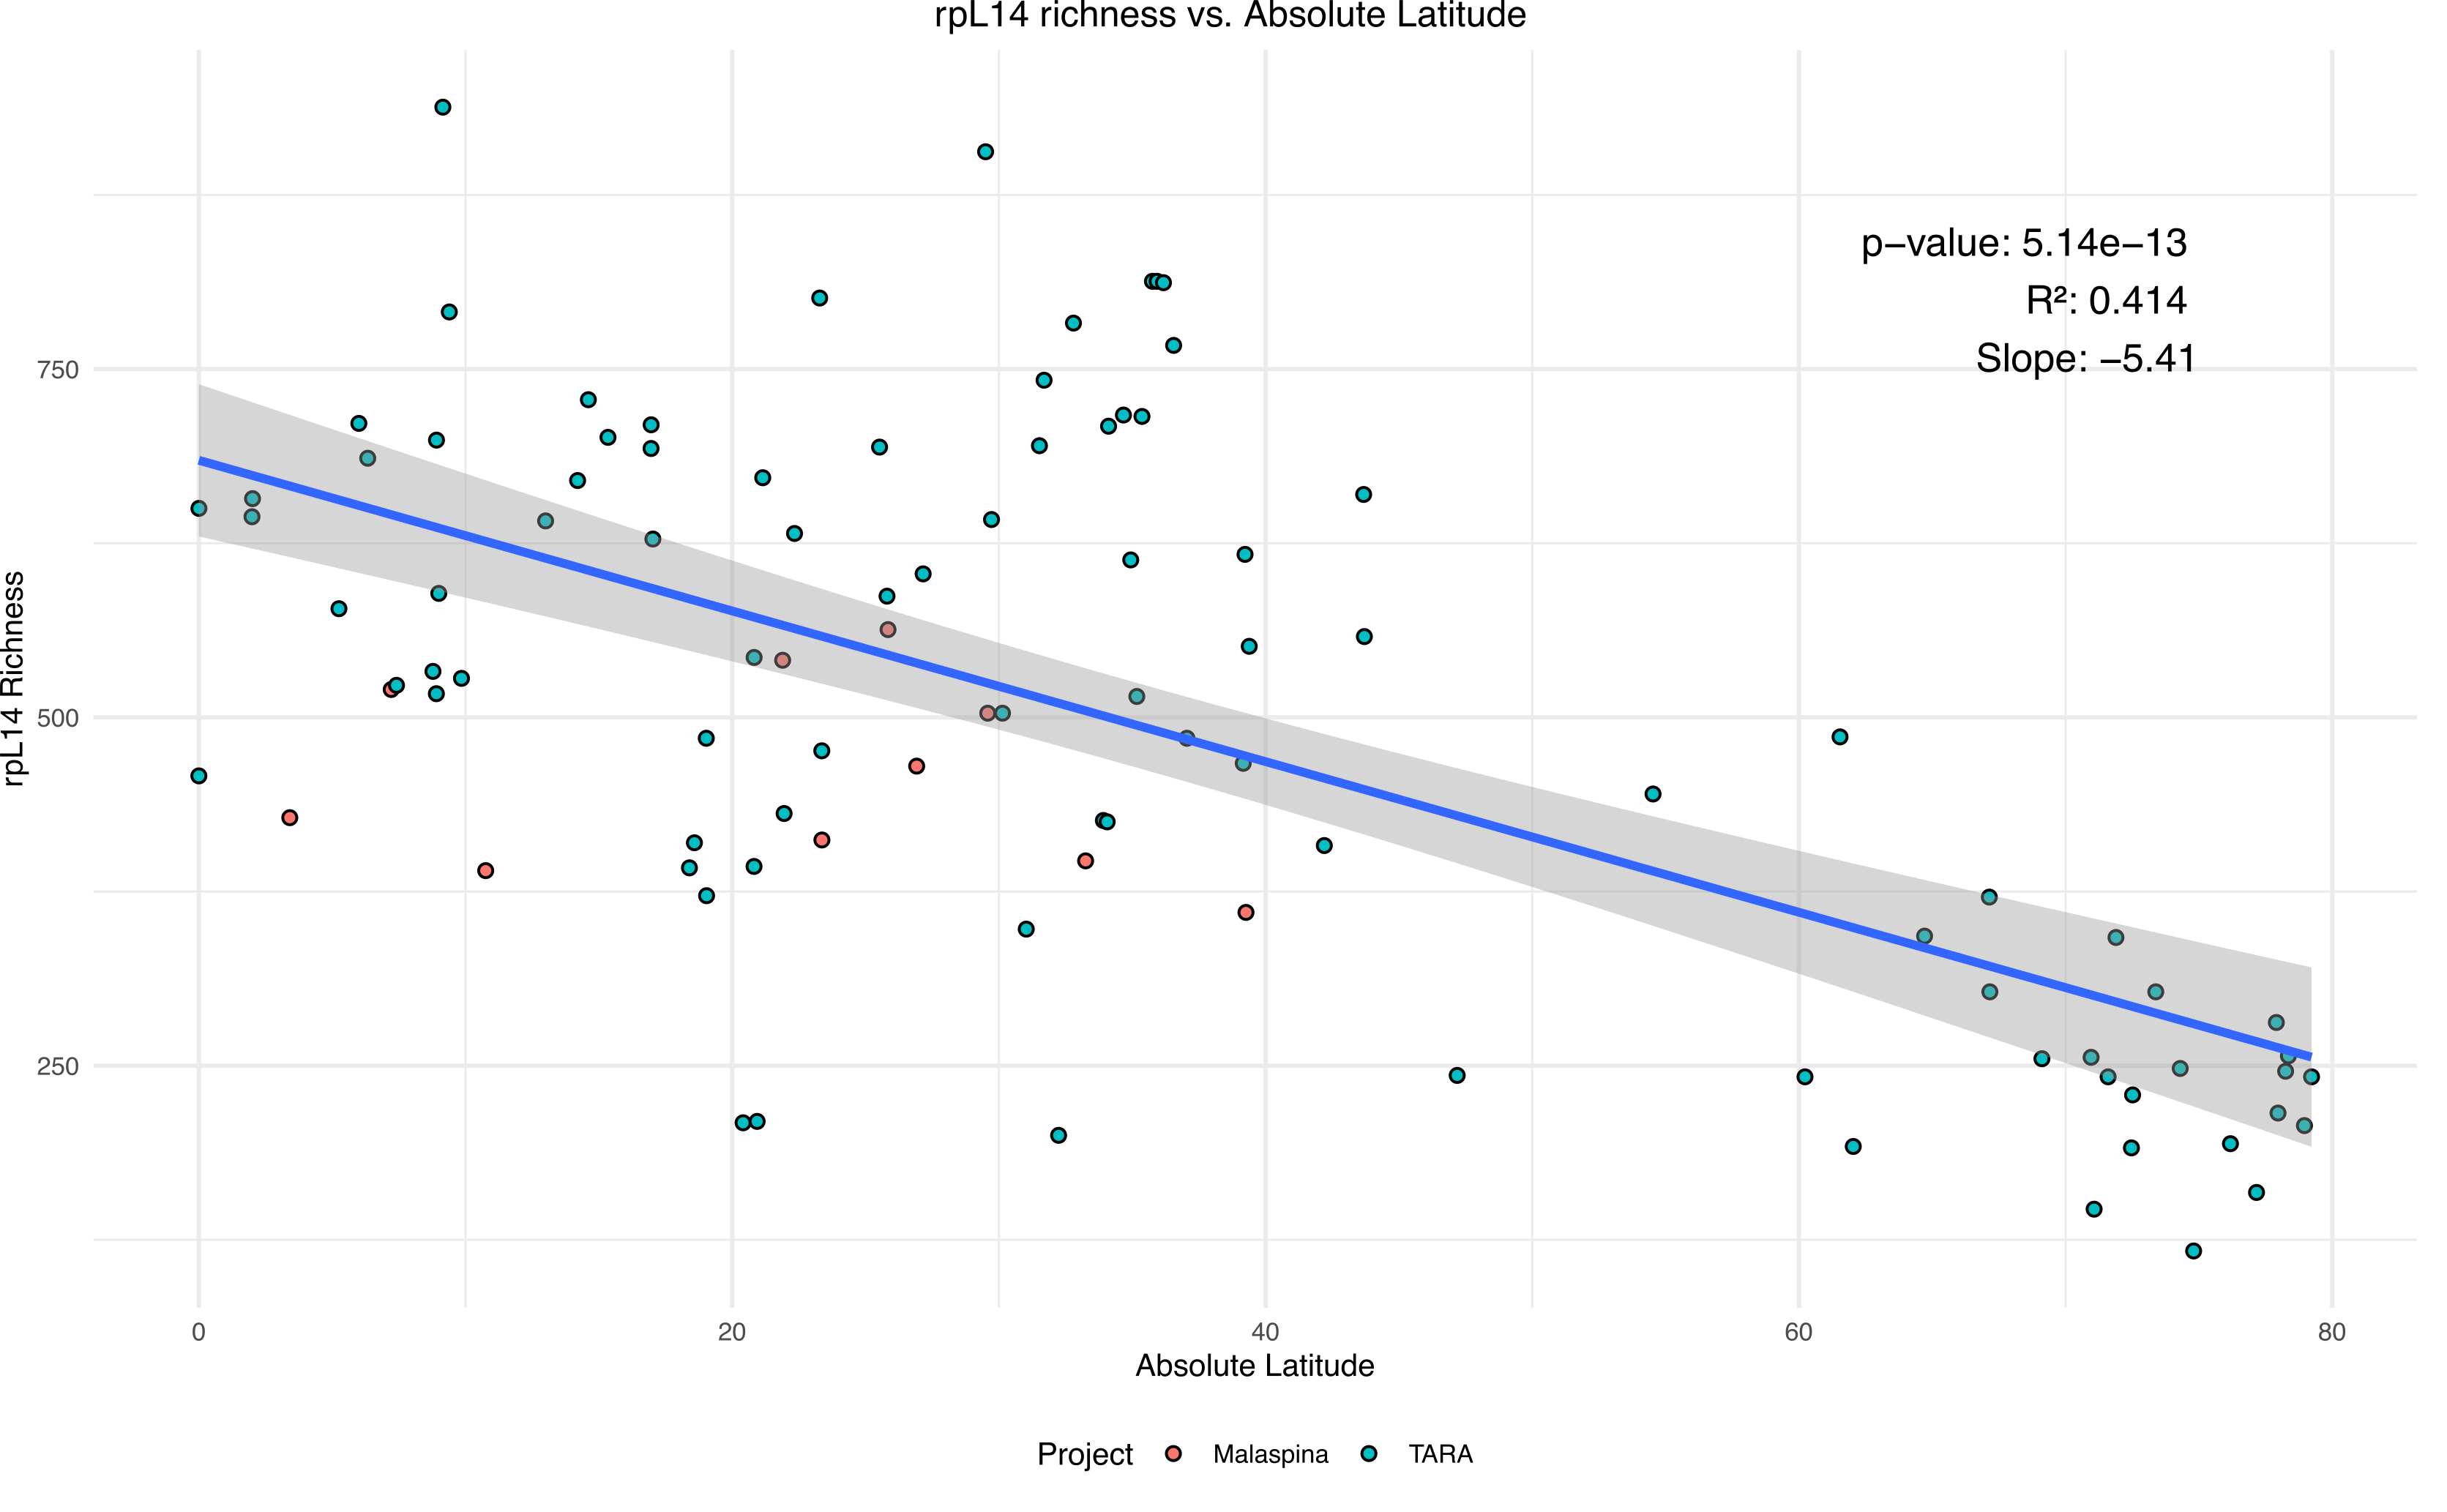 rpL14 richness vs. Absolute Latitude
p−value: 5.14e−13
R²: 0.414
Slope: −5.41
rpL14 Richness
750
500
250
0 20 40 60 80
Absolute Latitude
Project Malaspina TARA